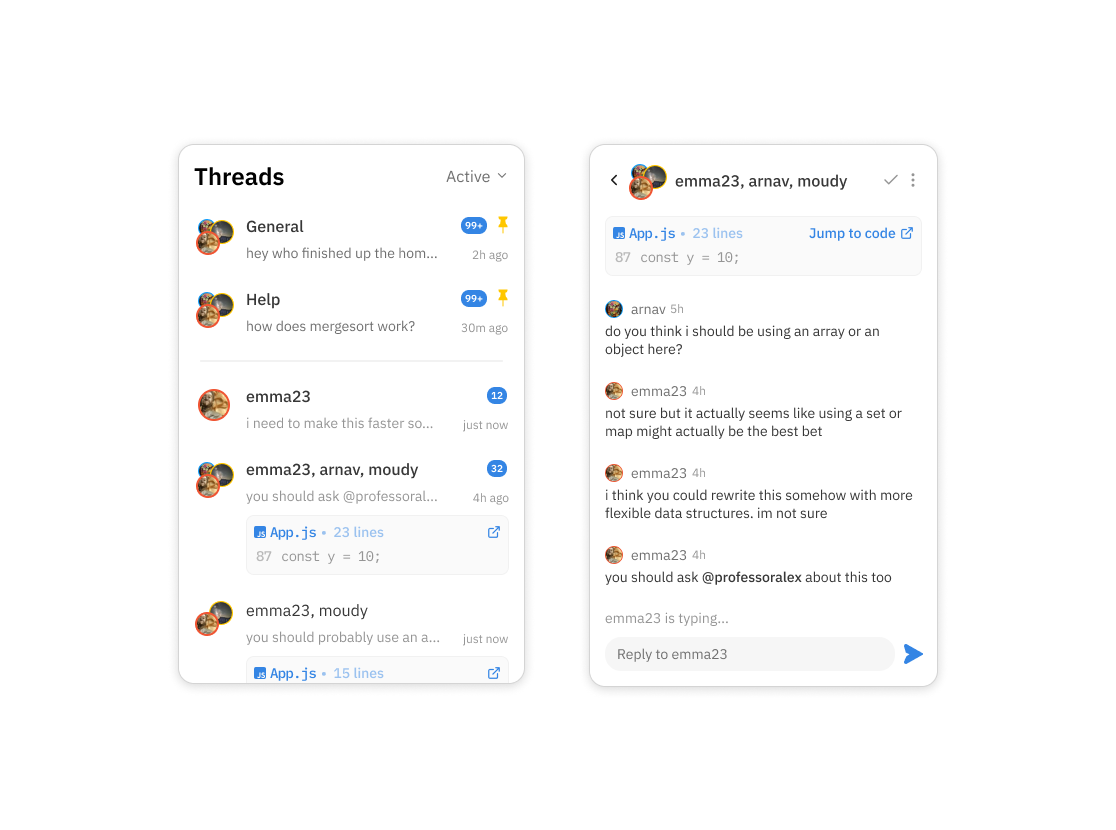 Threads
Active
General
99+
hey who finished up the hom...
2h ago
Help
99+
how does mergesort work?
30m ago
emma23
12
i need to make this faster so...
just now
emma23, arnav, moudy
32
you should ask @professoral...
4h ago
JS App.js • 23 lines
87 const y = 10;
emma23, moudy
you should probably use an a...
just now
JS App.js • 15 lines
emma23, arnav, moudy
JS App.js • 23 lines
Jump to code
87 const y = 10;
arnav 5h
do you think i should be using an array or an
object here?
emma23 4h
not sure but it actually seems like using a set or
map might actually be the best bet
emma23 4h
i think you could rewrite this somehow with more
flexible data structures. im not sure
emma23 4h
you should ask @professoralex about this too
emma23 is typing...
Reply to emma23